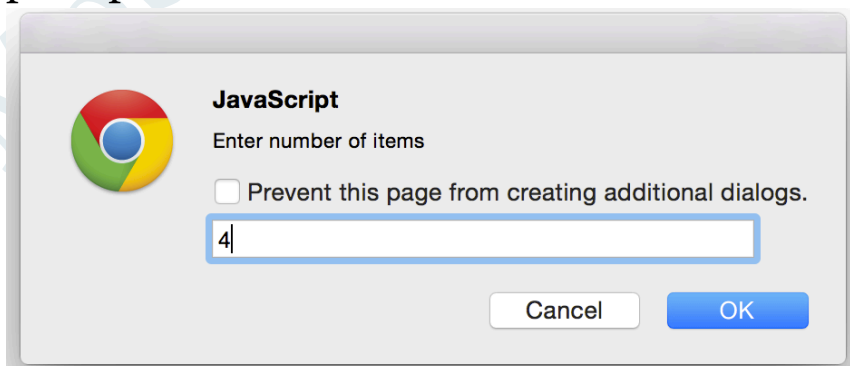 JavaScript
Enter number of items
Prevent this page from creating additional dialogs.
4
Cancel OK